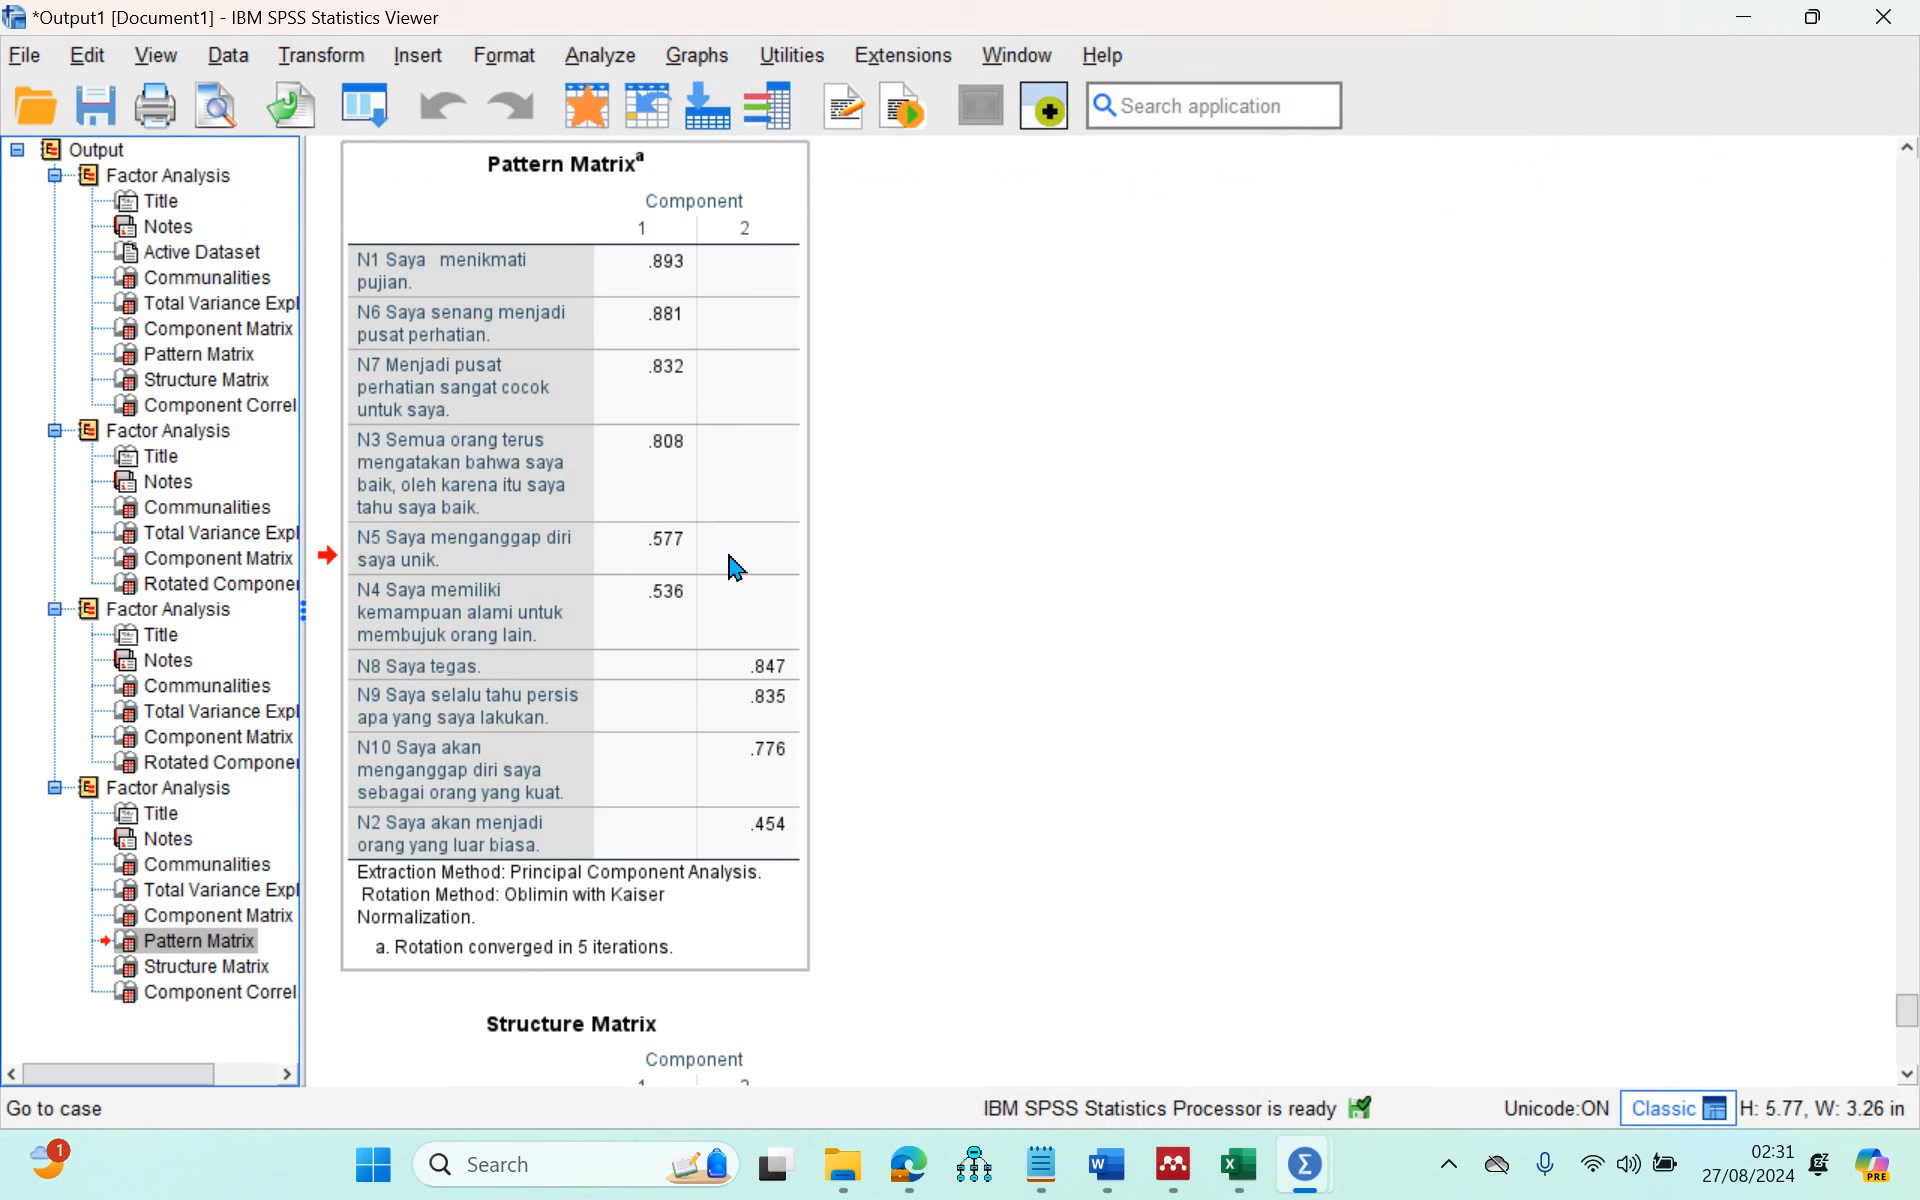 *Output1 [Document1] - IBM SPSS Statistics Viewer
File Edit View Data Transform Insert Format Analyze Graphs Utilities Extensions Window Help
Search application
Output
Factor Analysis
Title
Notes
Active Dataset
Communalities
Total Variance Expl
Component Matrix
Pattern Matrix
Structure Matrix
Component Correl
Factor Analysis
Title
Notes
Communalities
Total Variance Expl
Component Matrix
Rotated Componen
Factor Analysis
Title
Notes
Communalities
Total Variance Expl
Component Matrix
Rotated Componen
Factor Analysis
Title
Notes
Communalities
Total Variance Expl
Component Matrix
Pattern Matrix
Structure Matrix
Component Correl
Pattern Matrixa
Component
1 2
N1 Saya menikmati .893
pujian.
N6 Saya senang menjadi .881
pusat perhatian.
N7 Menjadi pusat .832
perhatian sangat cocok
untuk saya.
N3 Semua orang terus .808
mengatakan bahwa saya
baik, oleh karena itu saya
tahu saya baik.
N5 Saya menganggap diri .577
saya unik.
N4 Saya memiliki .536
kemampuan alami untuk
membujuk orang lain.
N8 Saya tegas. .847
N9 Saya selalu tahu persis .835
apa yang saya lakukan.
N10 Saya akan .776
menganggap diri saya
sebagai orang yang kuat.
N2 Saya akan menjadi .454
orang yang luar biasa.
Extraction Method: Principal Component Analysis.
Rotation Method: Oblimin with Kaiser
Normalization.
a. Rotation converged in 5 iterations.
Structure Matrix
Component
1 2
Go to case IBM SPSS Statistics Processor is ready Unicode:ON Classic H: 5.77, W: 3.26 in
1 Search 02:31
27/08/2024
PRE